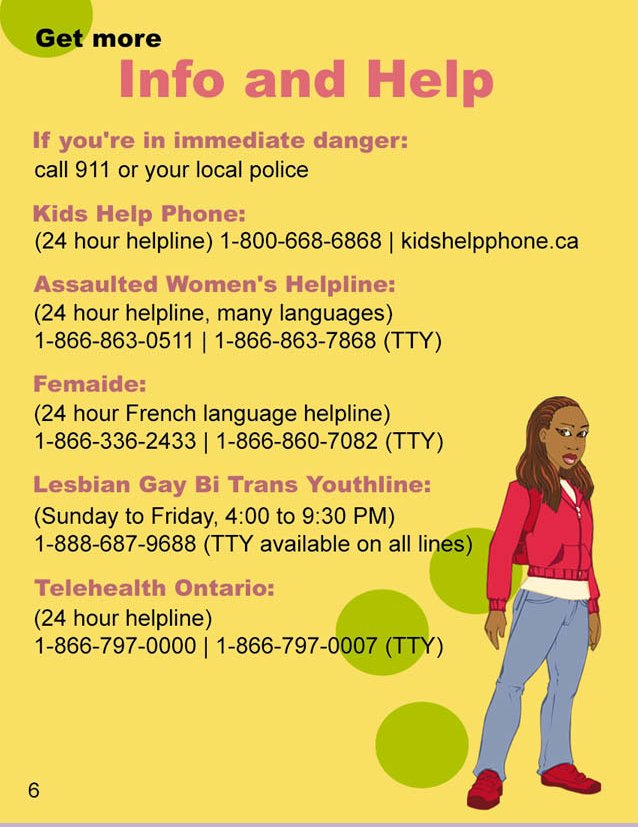 Get more
Info and Help
If you're in immediate danger:
call 911 or your local police
Kids Help Phone:
(24 hour helpline) 1-800-668-6868 | kidshelpphone.ca
Assaulted Women's Helpline:
(24 hour helpline, many languages)
1-866-863-0511 | 1-866-863-7868 (TTY)
Femaide:
(24 hour French language helpline)
1-866-336-2433 | 1-866-860-7082 (TTY)
Lesbian Gay Bi Trans Youthline:
(Sunday to Friday, 4:00 to 9:30 PM)
1-888-687-9688 (TTY available on all lines)
Telehealth Ontario:
(24 hour helpline)
1-866-797-0000 | 1-866-797-0007 (TTY)
6